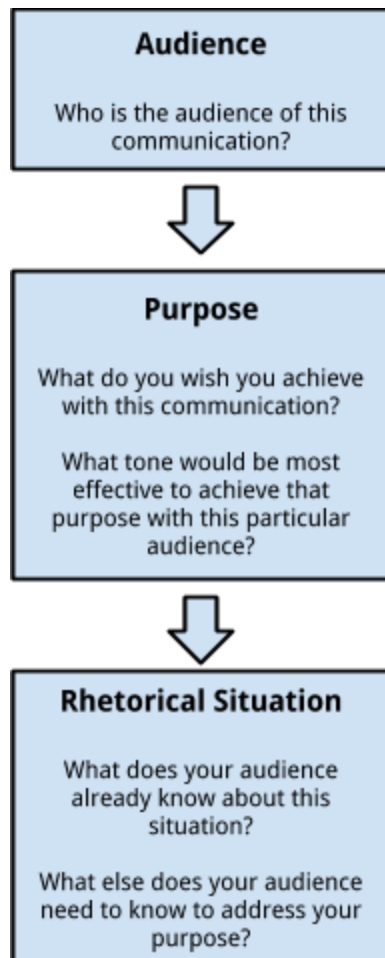 Audience
Who is the audience of this
communication?
Purpose
What do you wish you achieve
with this communication?
What tone would be most
effective to achieve that
purpose with this particular
audience?
Rhetorical Situation
What does your audience
already know about this
situation?
What else does your audience
need to know to address your
purpose?